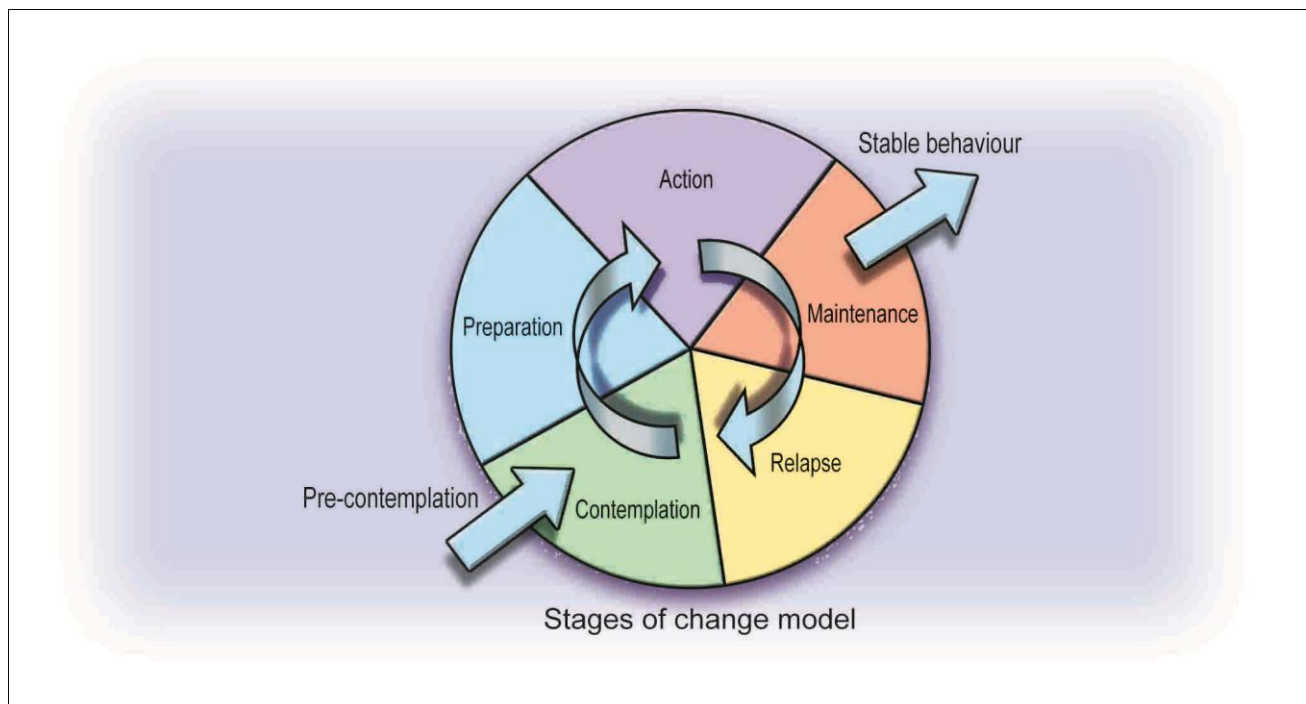 Stable behaviour
Action
Preparation
Maintenance
Relapse
Pre-contemplation
Contemplation
Stages of change model